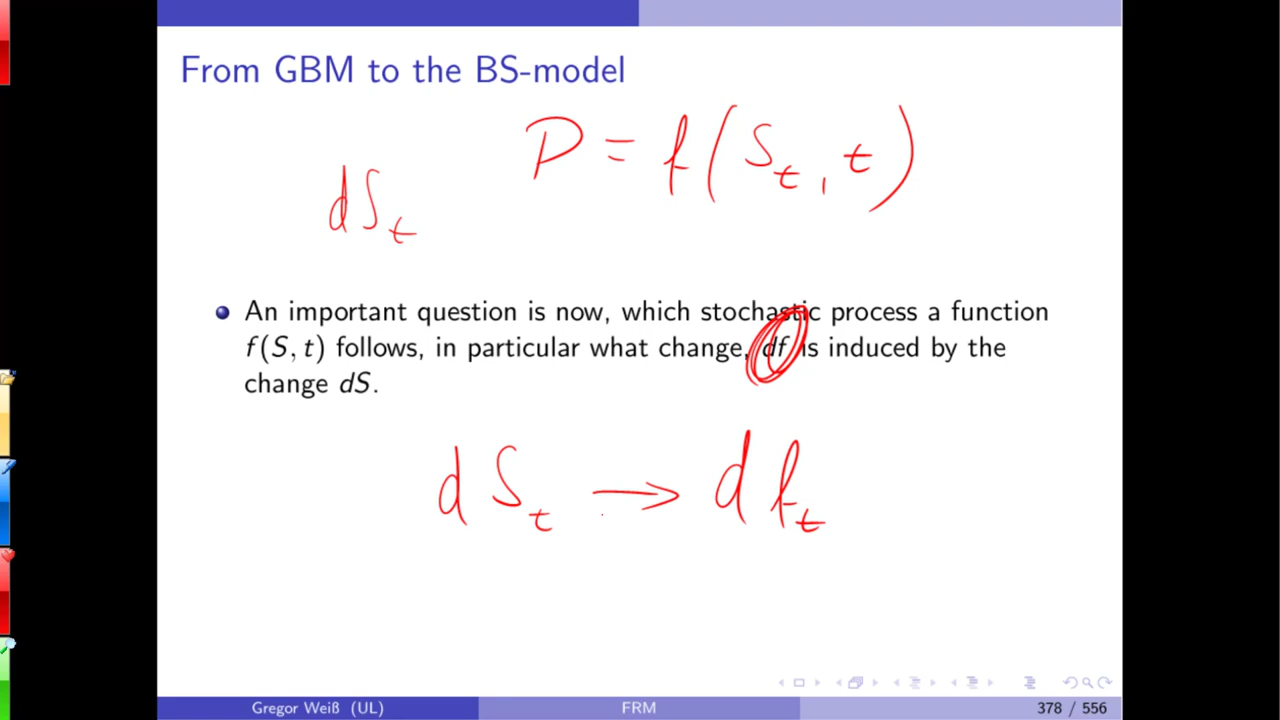 From GBM to the BS-model
P = f(S_t, t)
dS_t
An important question is now, which stochastic process a function
f(S, t) follows, in particular what change, df is induced by the
change dS.
dS_t → df_t
Gregor Weiß (UL) FRM 378 / 556